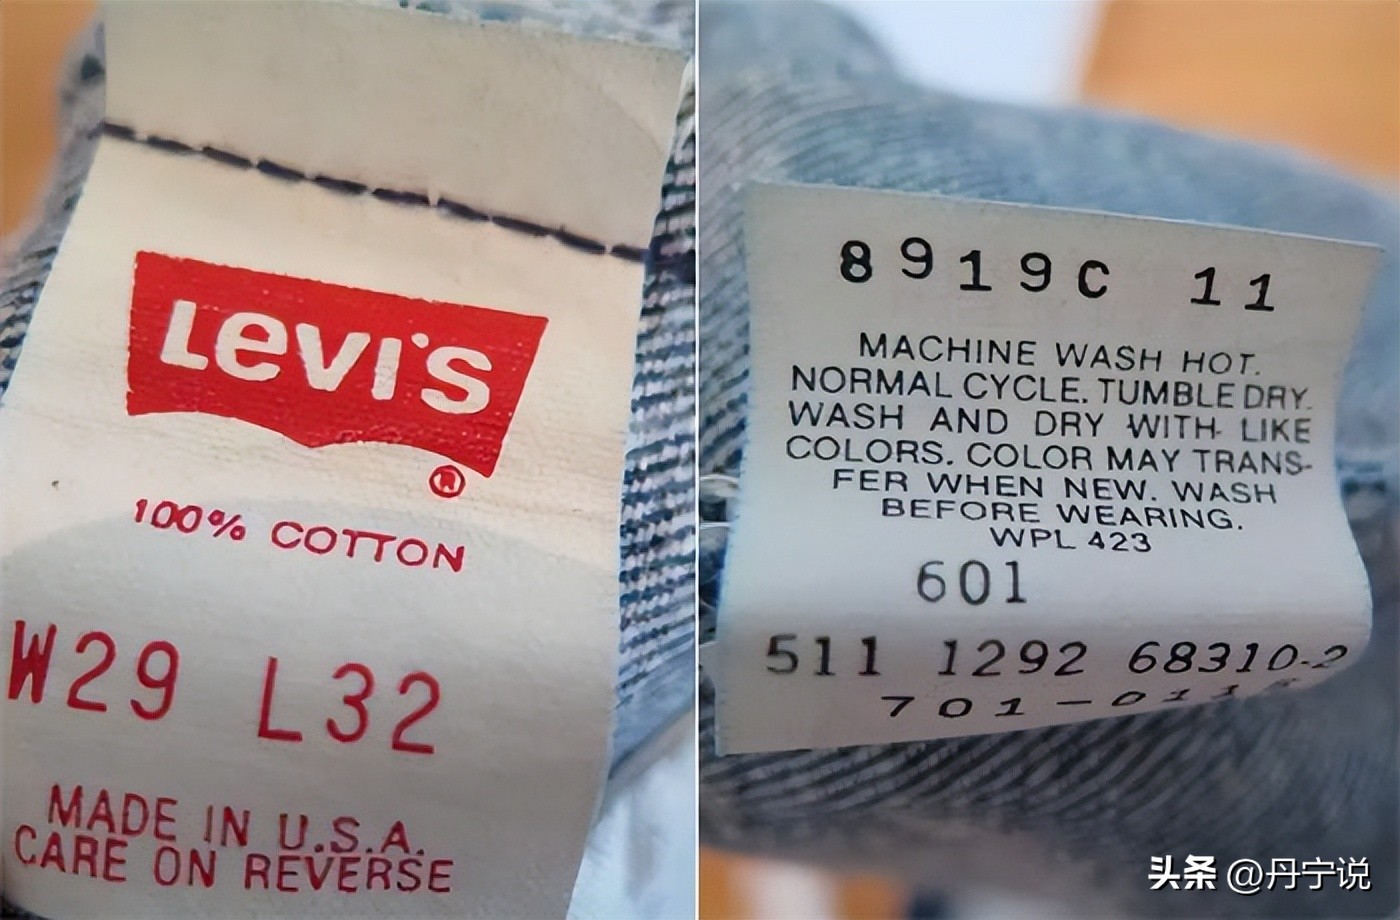 Levi's
®
100% COTTON
W29 L32
MADE IN U.S.A.
CARE ON REVERSE
8919C 11
MACHINE WASH HOT.
NORMAL CYCLE. TUMBLE DRY.
WASH AND DRY WITH LIKE
COLORS. COLOR MAY TRANS-
FER WHEN NEW. WASH
BEFORE WEARING.
WPL 423
601
511 1292 68310-2
头条 @丹宁说